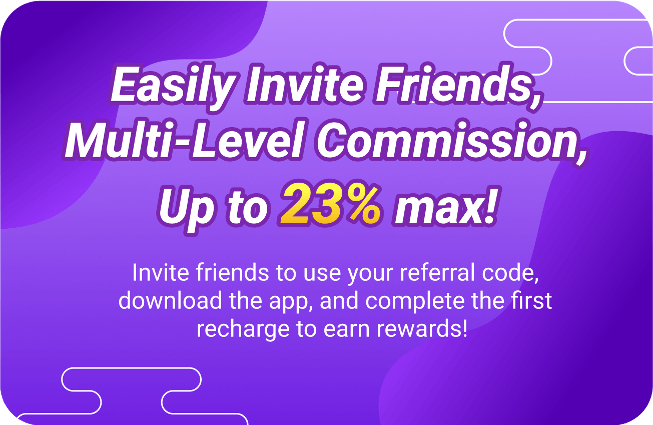 Easily Invite Friends,
Multi-Level Commission,
Up to 23% max!
Invite friends to use your referral code,
download the app, and complete the first
recharge to earn rewards!